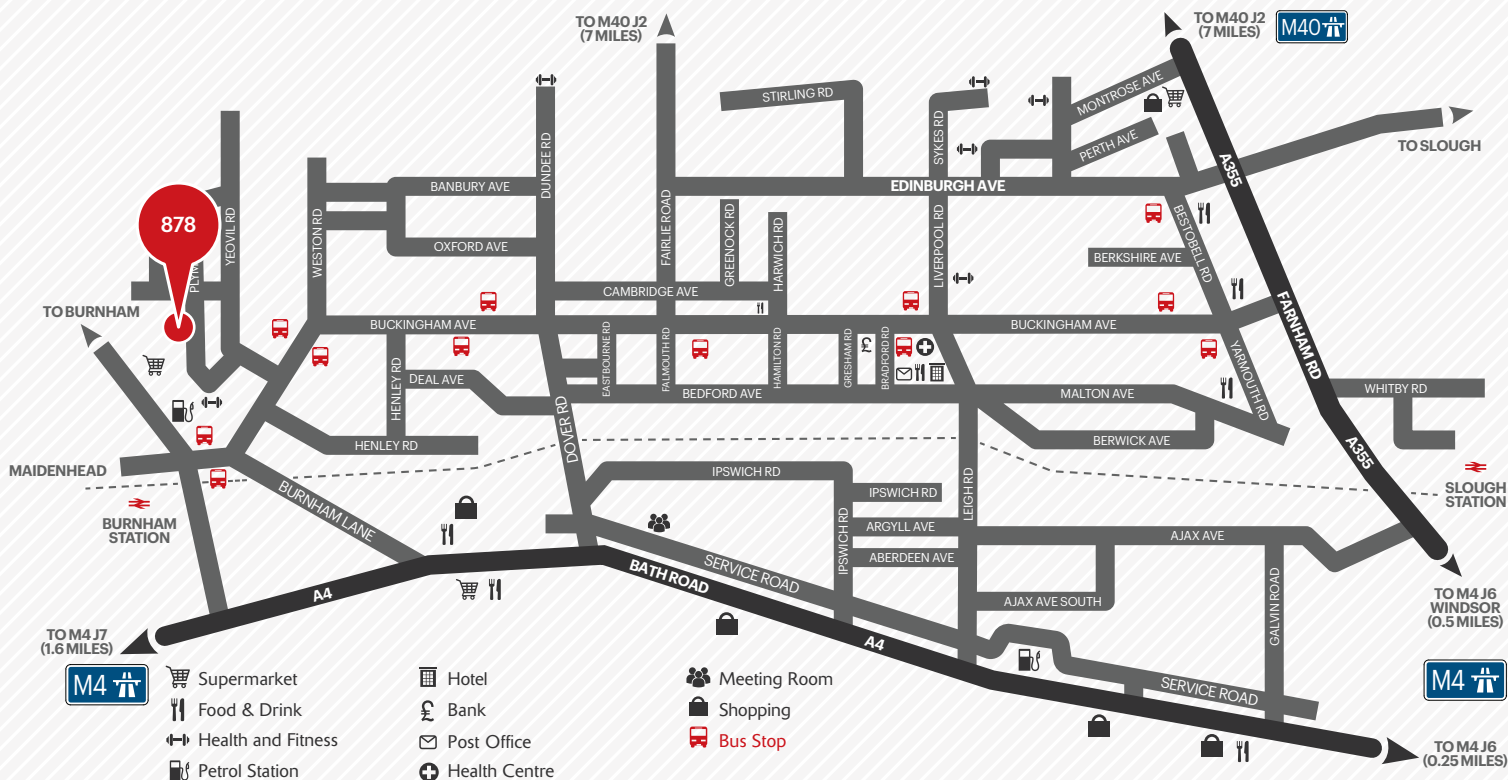 TO M40 J2
(7 MILES)
TO M40 J2
(7 MILES)
M40
MONTROSE AVE
STIRLING RD
SYKES RD
PERTH AVE
TO SLOUGH
A355
DUNDEE RD
BANBURY AVE
EDINBURGH AVE
878
YEOVIL RD
WESTON RD
OXFORD AVE
FAIRLIE ROAD
GREENOCK RD
HARWICH RD
LIVERPOOL RD
BESTOBELL RD
BERKSHIRE AVE
CAMBRIDGE AVE
TO BURNHAM
BUCKINGHAM AVE
BUCKINGHAM AVE
FARNHAM RD
HENLEY RD
DEAL AVE
EASTBOURNE RD
FALMOUTH RD
HAMILTON RD
GRESHAM RD
BRADFORD RD
£
YARMOUTH RD
BEDFORD AVE
MALTON AVE
WHITBY RD
DOVER RD
HENLEY RD
BERWICK AVE
A355
MAIDENHEAD
IPSWICH RD
IPSWICH RD
LEIGH RD
SLOUGH
STATION
BURNHAM
STATION
BURNHAM LANE
IPSWICH RD
ARGYLL AVE
AJAX AVE
ABERDEEN AVE
SERVICE ROAD
BATH ROAD
A4
AJAX AVE SOUTH
GALVIN ROAD
TO M4 J6
WINDSOR
(0.5 MILES)
TO M4 J7
(1.6 MILES)
A4
M4
M4
SERVICE ROAD
TO M4 J6
(0.25 MILES)
Supermarket
Food & Drink
Health and Fitness
Petrol Station
Hotel
£ Bank
Post Office
Health Centre
Meeting Room
Shopping
Bus Stop